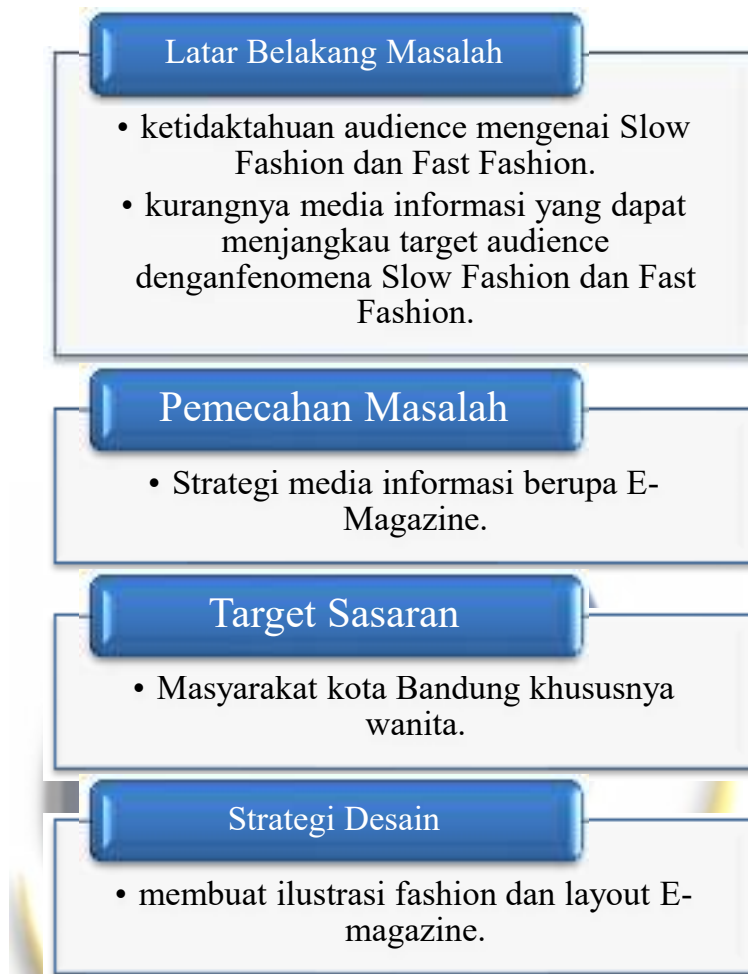 Latar Belakang Masalah
• ketidaktahuan audience mengenai Slow
Fashion dan Fast Fashion.
• kurangnya media informasi yang dapat
menjangkau target audience
denganfenomena Slow Fashion dan Fast
Fashion.
Pemecahan Masalah
• Strategi media informasi berupa E-
Magazine.
Target Sasaran
• Masyarakat kota Bandung khususnya
wanita.
Strategi Desain
• membuat ilustrasi fashion dan layout E-
magazine.